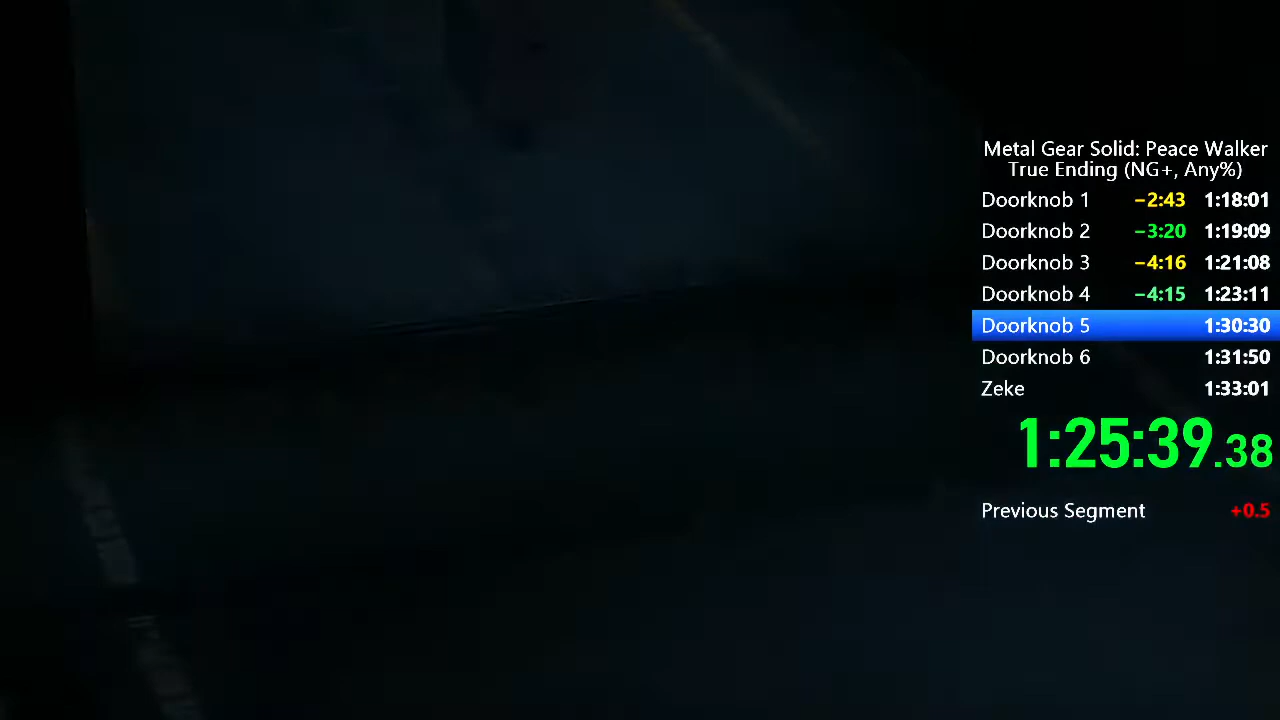 Metal Gear Solid: Peace Walker
True Ending (NG+, Any%)
Doorknob 1 −2:43 1:18:01
Doorknob 2 −3:20 1:19:09
Doorknob 3 −4:16 1:21:08
Doorknob 4 −4:15 1:23:11
Doorknob 5 1:30:30
Doorknob 6 1:31:50
Zeke 1:33:01
1:25:39.38
Previous Segment +0.5